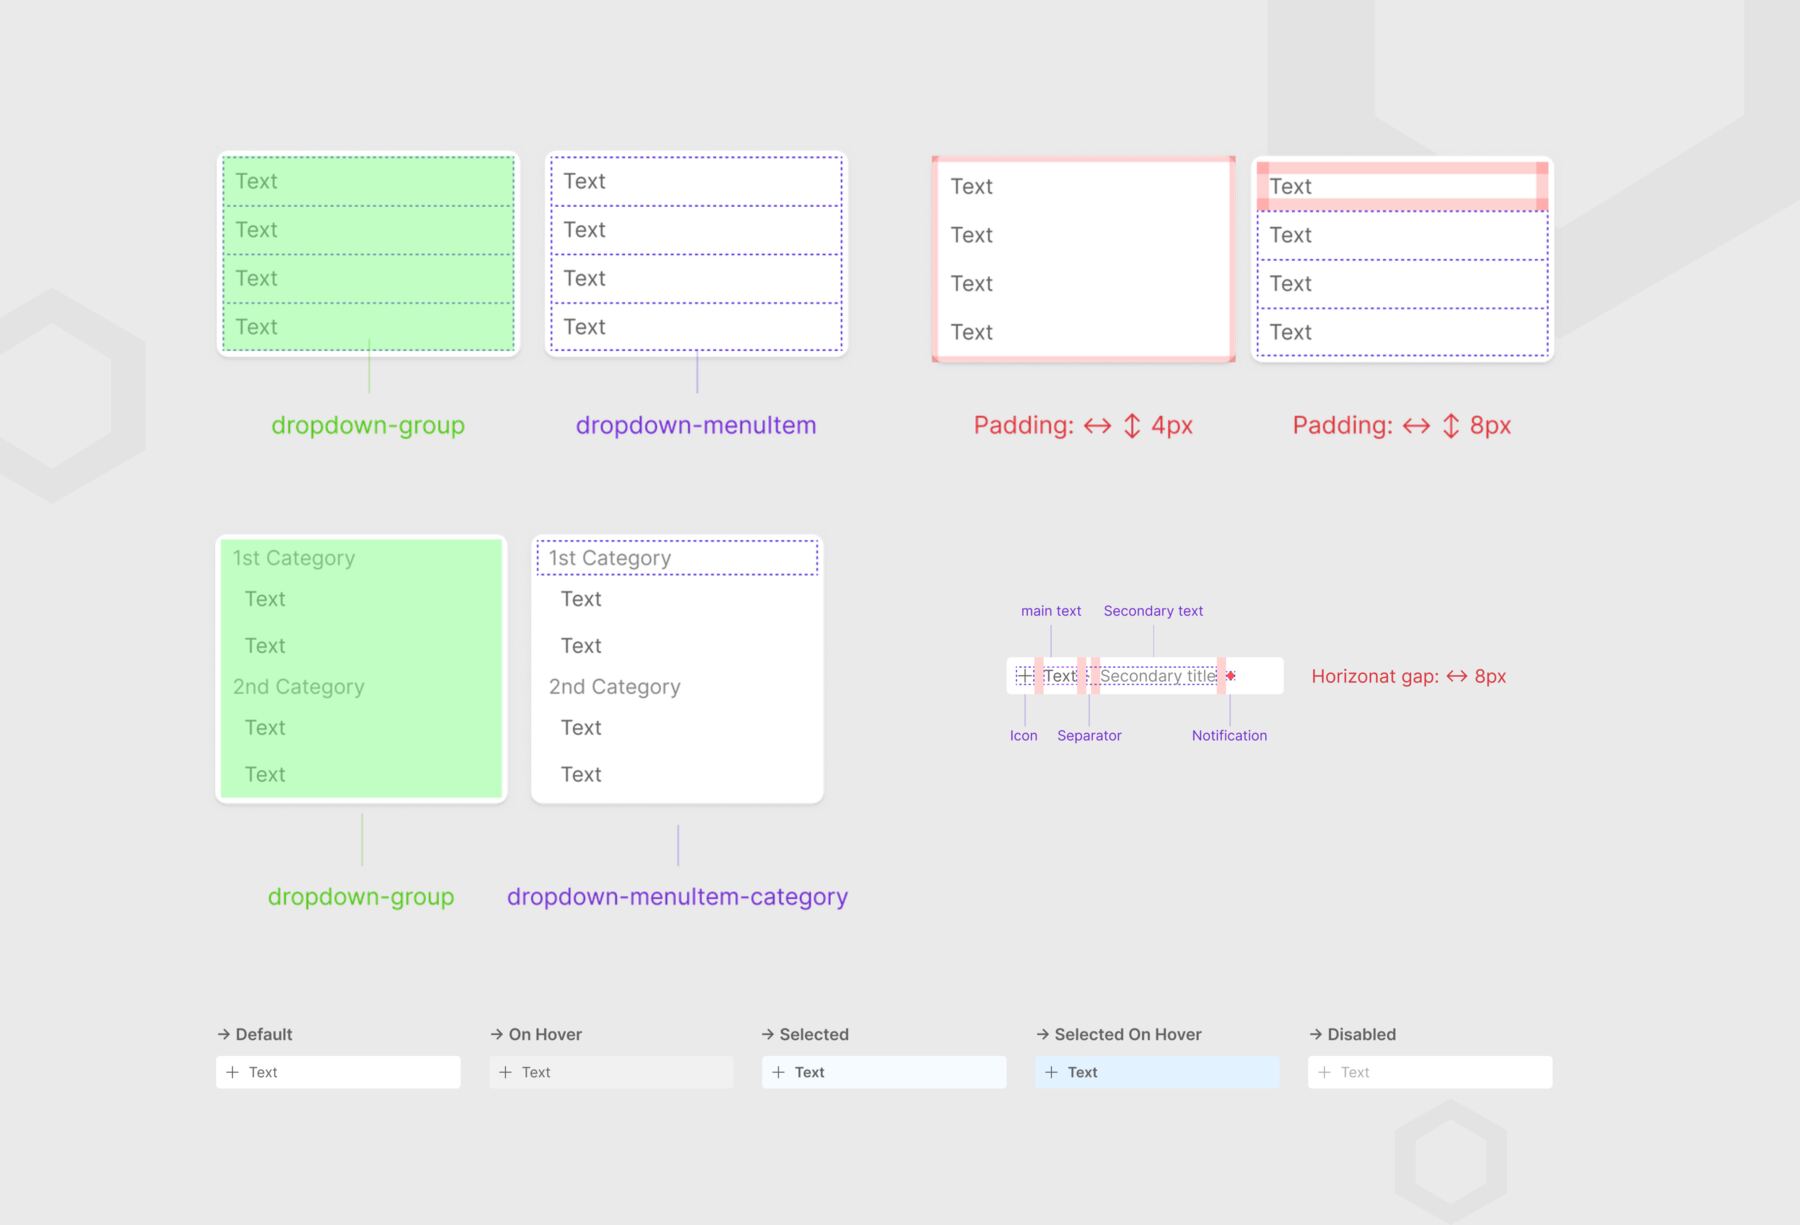 Text
Text
Text
Text
dropdown-group
Text
Text
Text
Text
dropdown-menuItem
Text
Text
Text
Text
Padding: ↔ ↕ 4px
Text
Text
Text
Text
Padding: ↔ ↕ 8px
1st Category
Text
Text
2nd Category
Text
Text
dropdown-group
1st Category
Text
Text
2nd Category
Text
Text
dropdown-menuItem-category
main text Secondary text
Text Secondary title
Horizonat gap: ↔ 8px
Icon Separator Notification
→ Default
+ Text
→ On Hover
+ Text
→ Selected
+ Text
→ Selected On Hover
+ Text
→ Disabled
+ Text